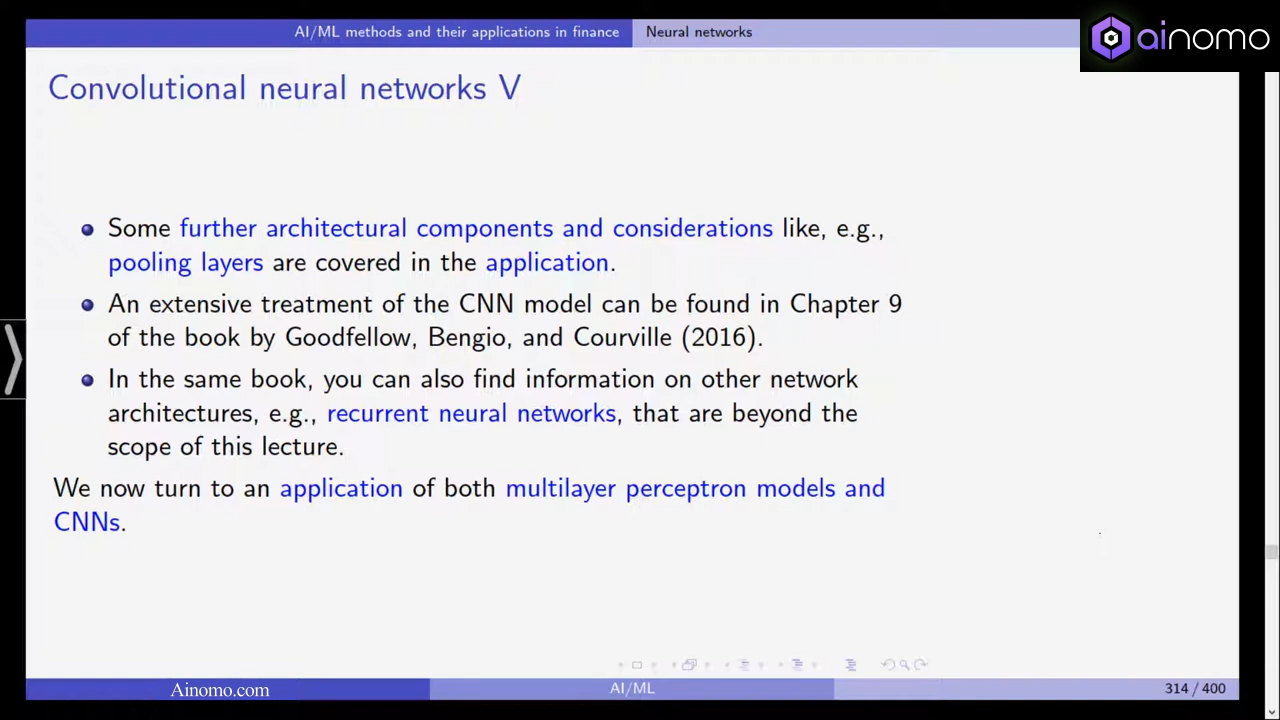 AI/ML methods and their applications in finance Neural networks
ainomo
Convolutional neural networks V
Some further architectural components and considerations like, e.g.,
pooling layers are covered in the application.
An extensive treatment of the CNN model can be found in Chapter 9
of the book by Goodfellow, Bengio, and Courville (2016).
In the same book, you can also find information on other network
architectures, e.g., recurrent neural networks, that are beyond the
scope of this lecture.
We now turn to an application of both multilayer perceptron models and
CNNs.
Ainomo.com AI/ML 314 / 400